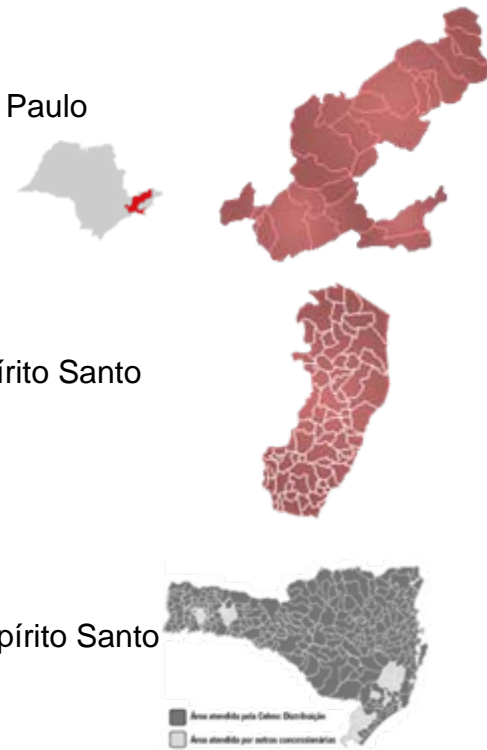 Paulo
írito Santo
pírito Santo
Área atendida pela Celesc Distribuição
Área atendida por outras concessionárias